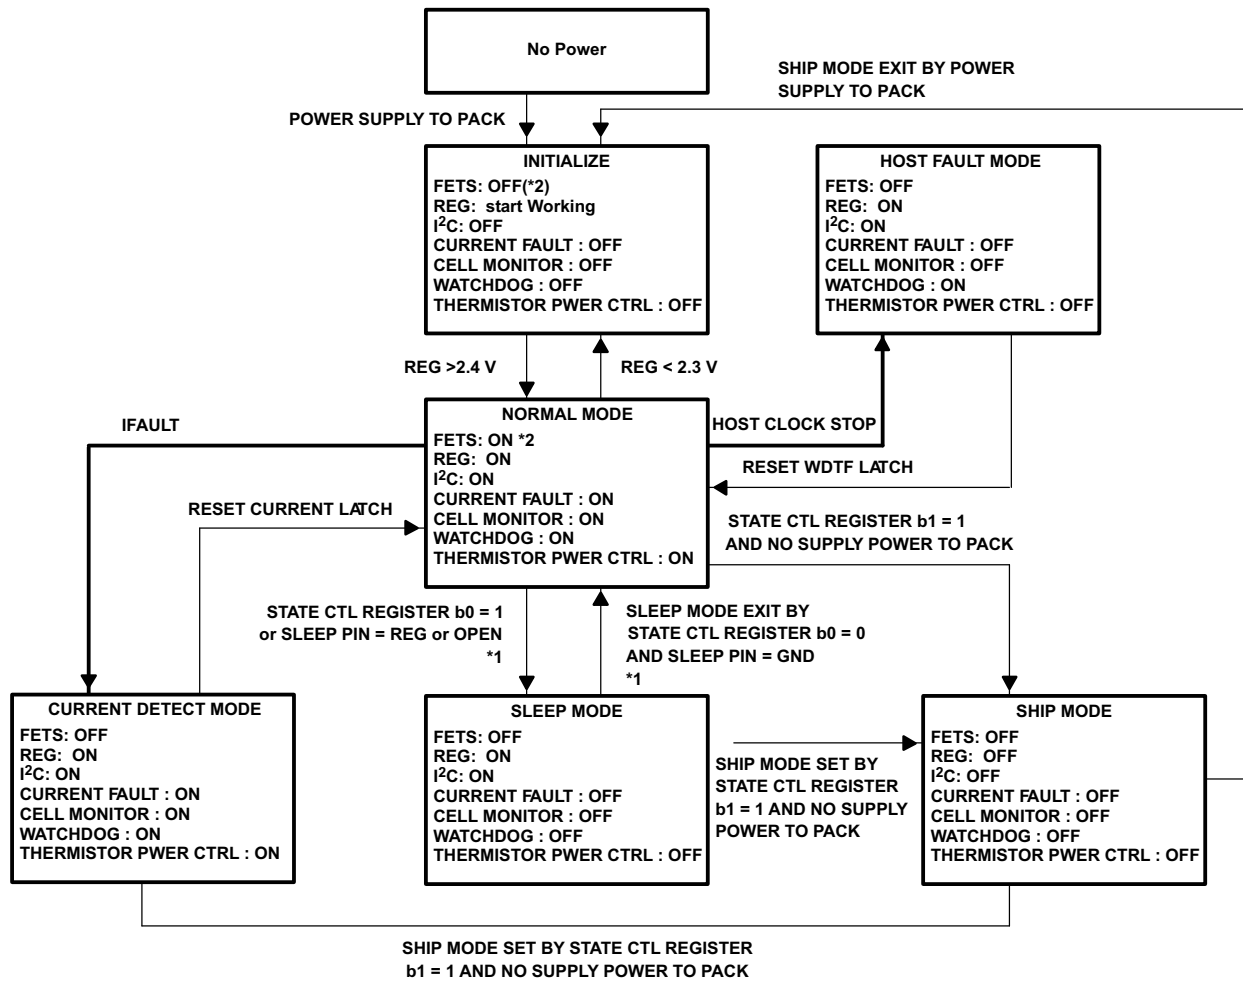 No Power
SHIP MODE EXIT BY POWER
SUPPLY TO PACK
POWER SUPPLY TO PACK
INITIALIZE
FETS: OFF(*2)
REG: start Working
I2C: OFF
CURRENT FAULT : OFF
CELL MONITOR : OFF
WATCHDOG : OFF
THERMISTOR PWER CTRL : OFF
HOST FAULT MODE
FETS: OFF
REG: ON
I2C: ON
CURRENT FAULT : OFF
CELL MONITOR : OFF
WATCHDOG : ON
THERMISTOR PWER CTRL : OFF
REG >2.4 V
REG < 2.3 V
IFAULT
NORMAL MODE
FETS: ON *2
REG: ON
I2C: ON
CURRENT FAULT : ON
CELL MONITOR : ON
WATCHDOG : ON
THERMISTOR PWER CTRL : ON
HOST CLOCK STOP
RESET WDTF LATCH
RESET CURRENT LATCH
STATE CTL REGISTER b1 = 1
AND NO SUPPLY POWER TO PACK
STATE CTL REGISTER b0 = 1
or SLEEP PIN = REG or OPEN
*1
SLEEP MODE EXIT BY
STATE CTL REGISTER b0 = 0
AND SLEEP PIN = GND
*1
CURRENT DETECT MODE
FETS: OFF
REG: ON
I2C: ON
CURRENT FAULT : ON
CELL MONITOR : ON
WATCHDOG : ON
THERMISTOR PWER CTRL : ON
SLEEP MODE
FETS: OFF
REG: ON
I2C: ON
CURRENT FAULT : OFF
CELL MONITOR : OFF
WATCHDOG : OFF
THERMISTOR PWER CTRL : OFF
SHIP MODE SET BY
STATE CTL REGISTER
b1 = 1 AND NO SUPPLY
POWER TO PACK
SHIP MODE
FETS: OFF
REG: OFF
I2C: OFF
CURRENT FAULT : OFF
CELL MONITOR : OFF
WATCHDOG : OFF
THERMISTOR PWER CTRL : OFF
SHIP MODE SET BY STATE CTL REGISTER
b1 = 1 AND NO SUPPLY POWER TO PACK